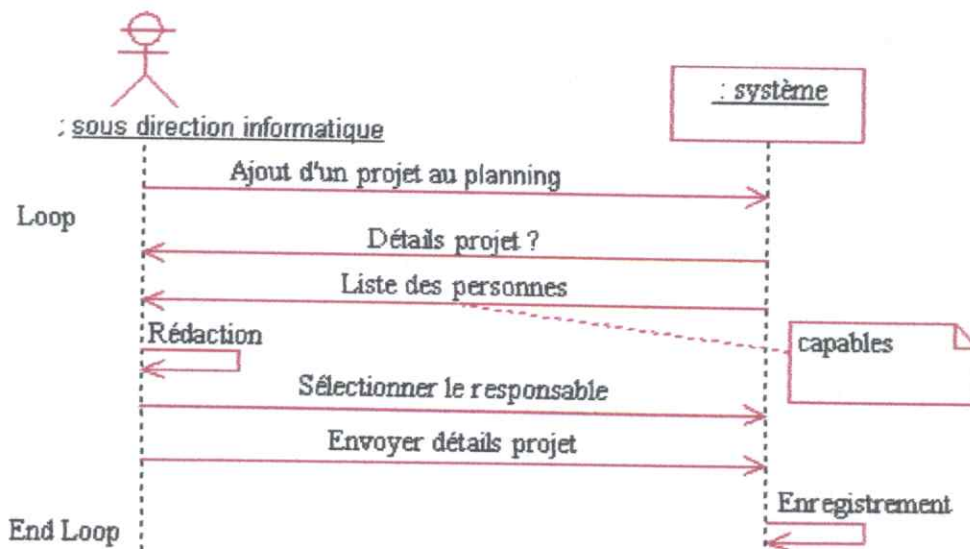 : système
: sous direction informatique
Ajout d'un projet au planning
Loop
Détails projet ?
Liste des personnes
Rédaction
capables
Sélectionner le responsable
Envoyer détails projet
Enregistrement
End Loop